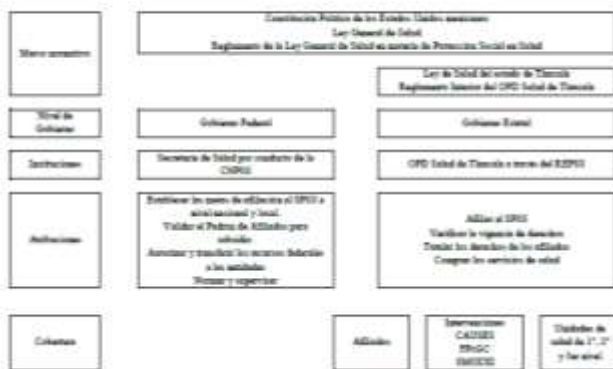 Marco normativo
Constitución Política de los Estados Unidos mexicanos
Ley General de Salud
Reglamento de la Ley General de Salud en materia de Protección Social en Salud
Ley de Salud del estado de Tlaxcala
Reglamento Interior del OPD Salud de Tlaxcala
Nivel de
Gobierno
Gobierno Federal
Gobierno Estatal
Instituciones
Secretaría de Salud por conducto de la
CNPSS
OPD Salud de Tlaxcala a través del REPSS
Atribuciones
Establecer las metas de afiliación al SPSS a
nivel nacional y local.
Validar el Padrón de Afiliados para
subsidio
Autorizar y transferir los recursos federales
a las entidades
Normar y supervisar
Afiliar al SPSS
Verificar la vigencia de derechos
Tutelar los derechos de los afiliados
Comprar los servicios de salud
Cobertura
Afiliados
Intervenciones
CAUSES
FPGC
SMSXXI
Unidades de
salud de 1°, 2°
y 3er nivel